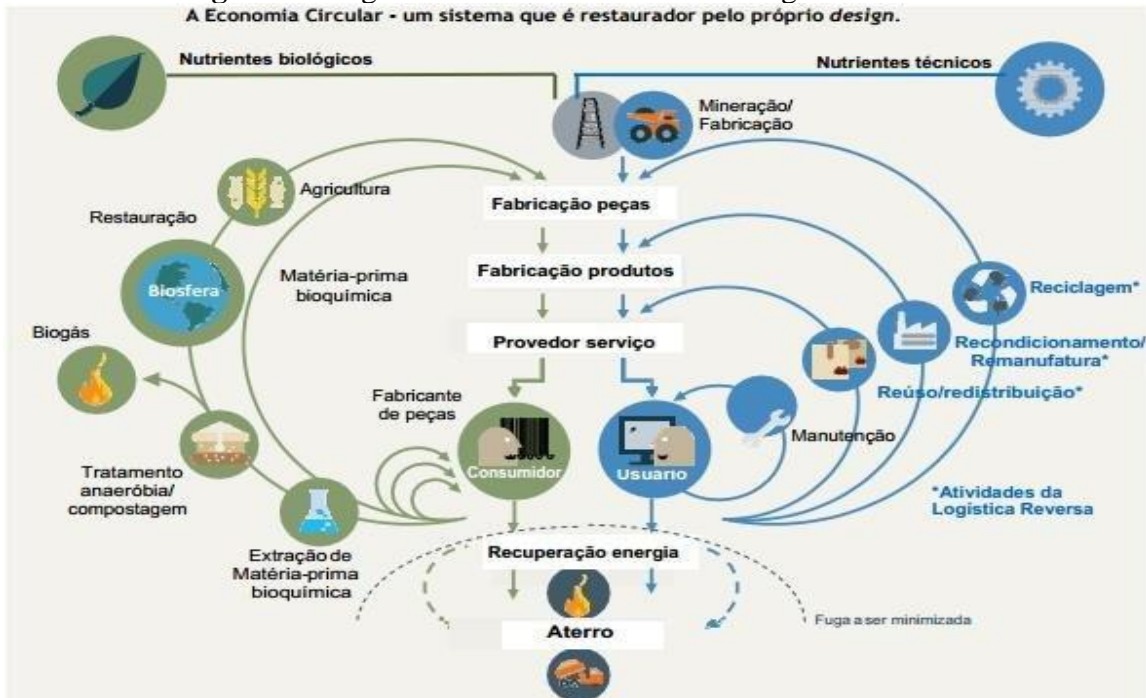 A Economia Circular - um sistema que é restaurador pelo próprio design.
Nutrientes biológicos
Nutrientes técnicos
Mineração/
Fabricação
Agricultura
Restauração
Biosfera
Matéria-prima
bioquímica
Biogás
Fabricação peças
Fabricação produtos
Provedor serviço
Reciclagem*
Recondicionamento/
Remanufatura*
Reúso/redistribuição*
Manutenção
Fabricante
de peças
Consumidor
Usuário
Tratamento
anaeróbia/
compostagem
*Atividades da
Logística Reversa
Extração de
Matéria-prima
bioquímica
Recuperação energia
Aterro
Fuga a ser minimizada